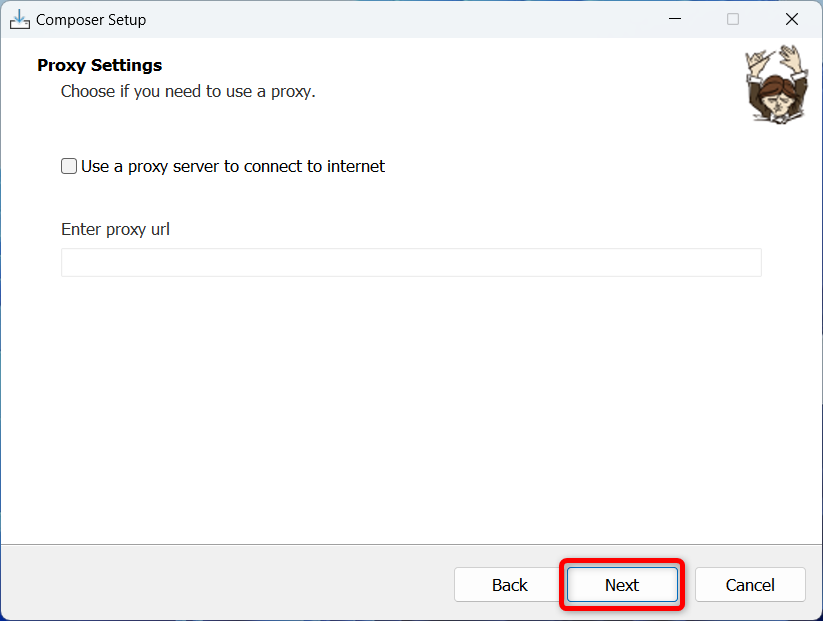 Composer Setup
Proxy Settings
Choose if you need to use a proxy.
Use a proxy server to connect to internet
Enter proxy url
Back
Next
Cancel